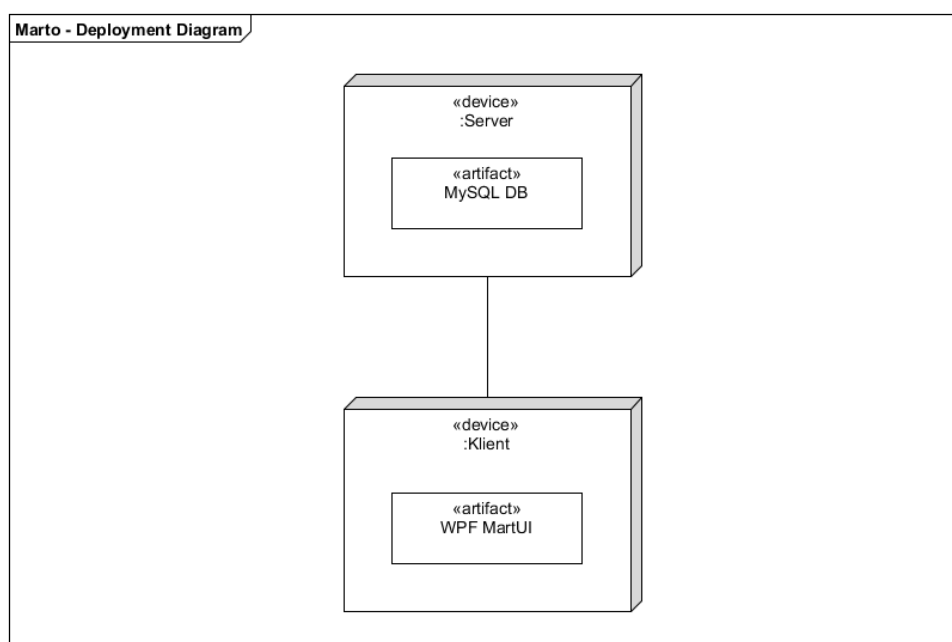 Marto - Deployment Diagram
«device»
:Server
«artifact»
MySQL DB
«device»
:Klient
«artifact»
WPF MartUI